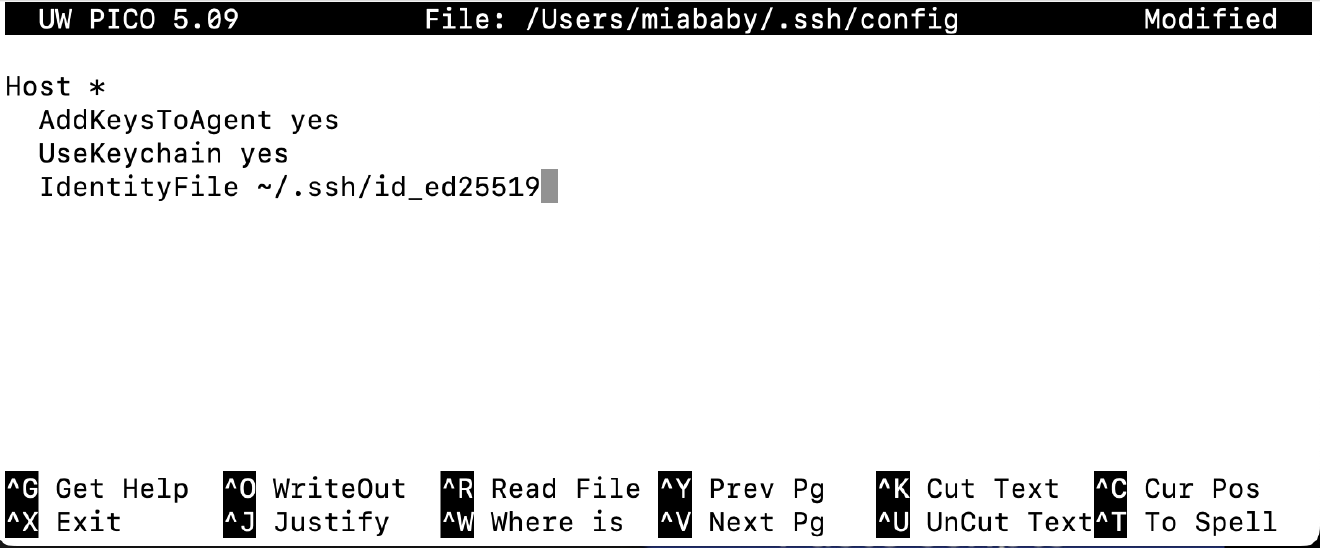 UW PICO 5.09 File: /Users/miababy/.ssh/config Modified
Host *
  AddKeysToAgent yes
  UseKeychain yes
  IdentityFile ~/.ssh/id_ed25519
^G Get Help ^O WriteOut ^R Read File ^Y Prev Pg ^K Cut Text ^C Cur Pos
^X Exit ^J Justify ^W Where is ^V Next Pg ^U UnCut Text ^T To Spell